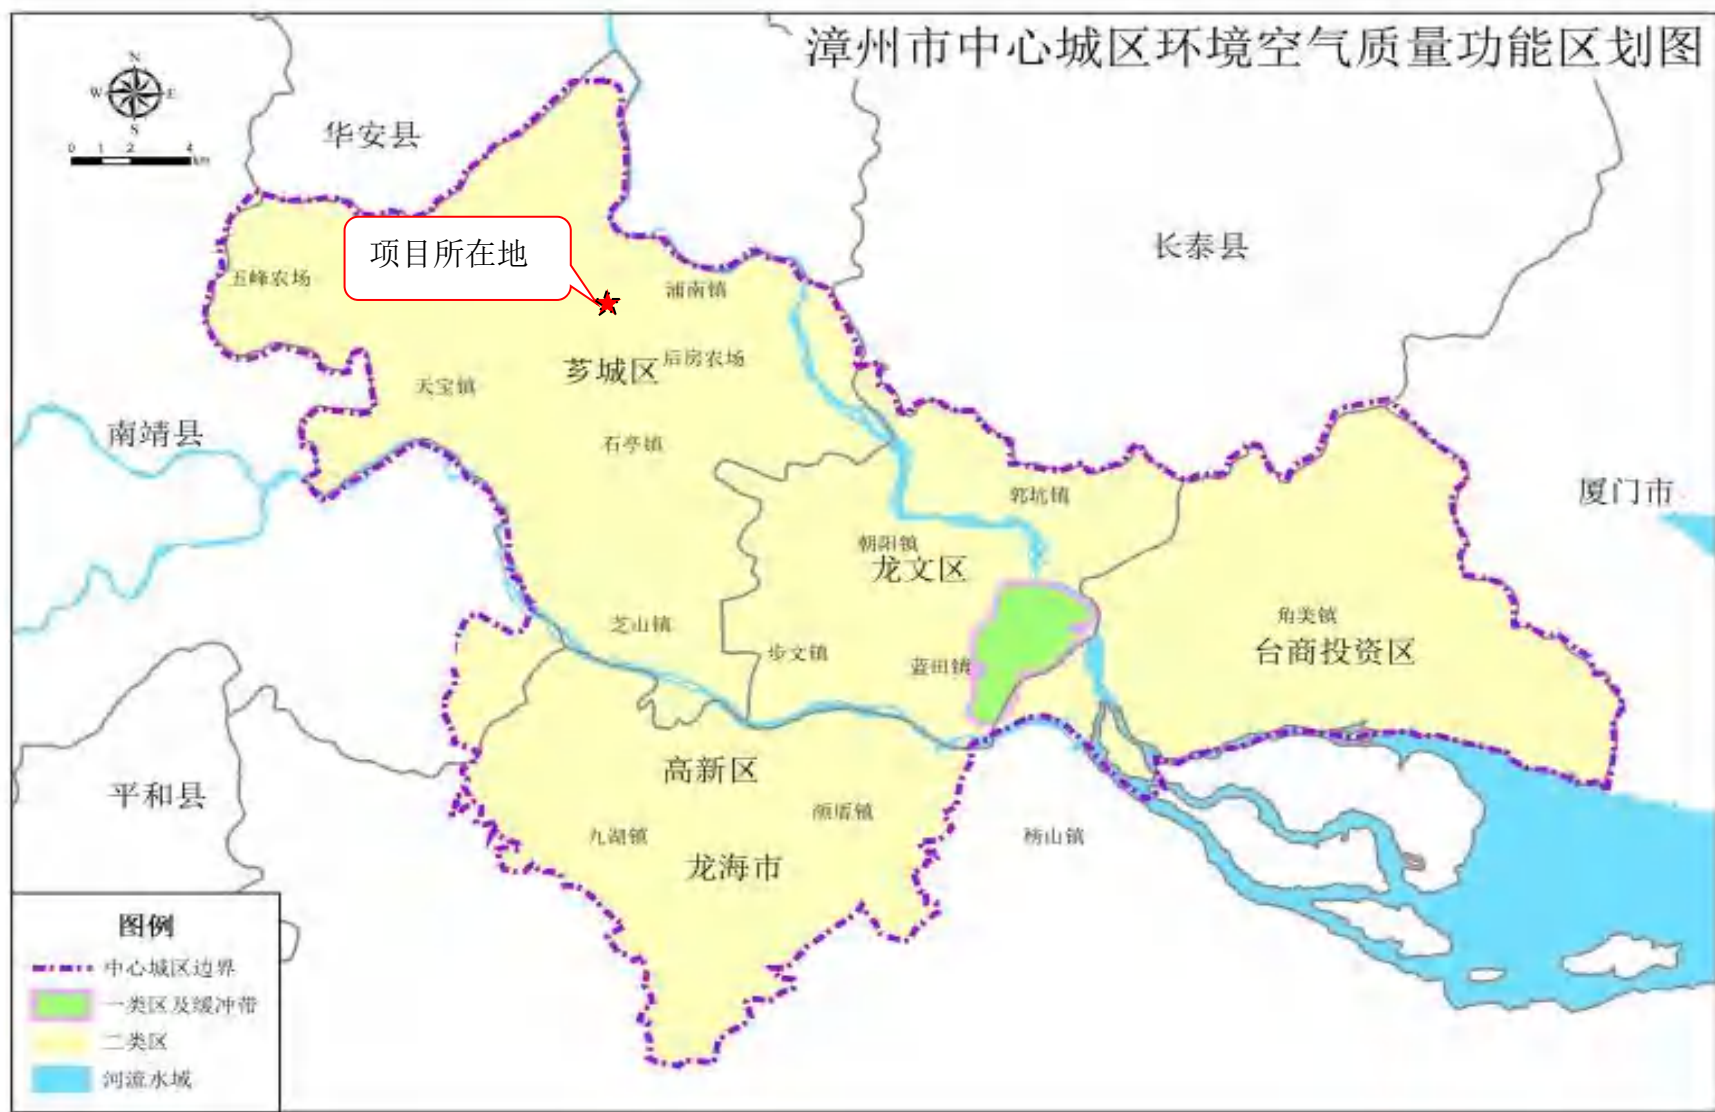 漳州市中心城区环境空气质量功能区划图
N
W
E
S
0 1 2 4
km
华安县
长泰县
项目所在地
五峰农场
浦南镇
芗城区
后房农场
天宝镇
南靖县
石亭镇
厦门市
郭坑镇
朝阳镇
龙文区
角美镇
台商投资区
芝山镇
步文镇
蓝田镇
高新区
平和县
颜厝镇
九湖镇
榜山镇
龙海市
图例
中心城区边界
一类区及缓冲带
二类区
河流水域